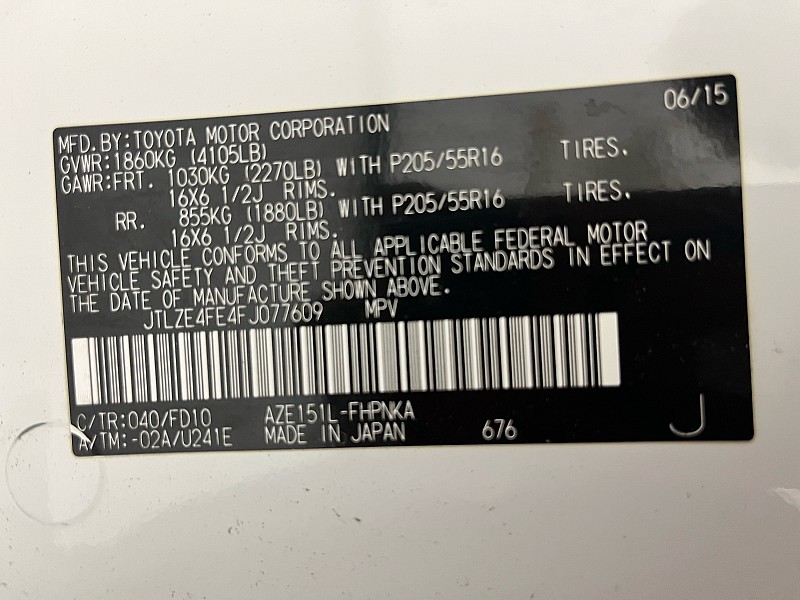 06/15
MFD.BY:TOYOTA MOTOR CORPORATION
GVWR:1860KG (4105LB)
GAWR:FRT. 1030KG (2270LB) WITH P205/55R16 TIRES.
16X6 1/2J RIMS.
RR. 855KG (1880LB) WITH P205/55R16 TIRES.
16X6 1/2J RIMS.
THIS VEHICLE CONFORMS TO ALL APPLICABLE FEDERAL MOTOR
VEHICLE SAFETY AND THEFT PREVENTION STANDARDS IN EFFECT ON
THE DATE OF MANUFACTURE SHOWN ABOVE.
JTLZE4FE4FJ077609 MPV
C/TR:040/FD10 AZE151L-FHPNKA
A/TM:-02A/U241E MADE IN JAPAN 676 J